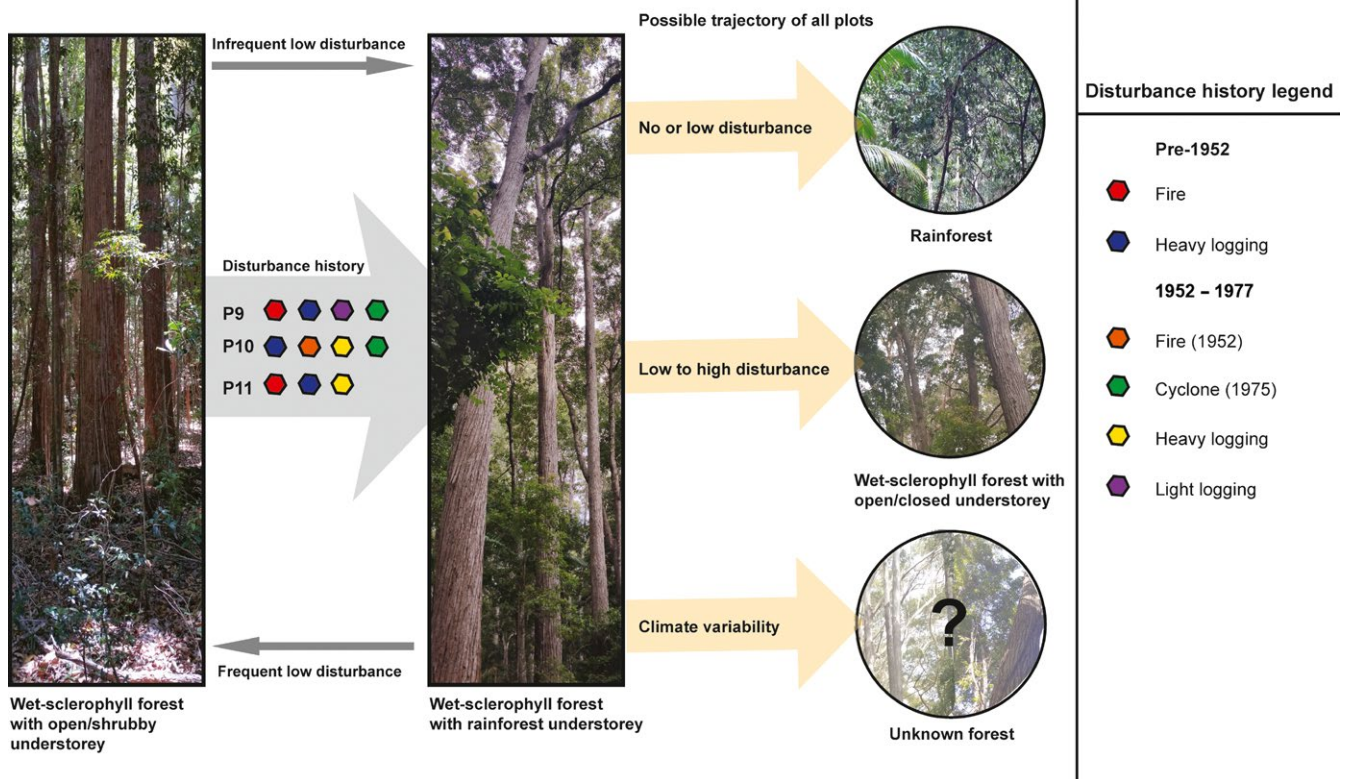 Infrequent low disturbance
Disturbance history
P9
P10
P11
Frequent low disturbance
Wet-sclerophyll forest
with open/shrubby
understorey
Wet-sclerophyll forest
with rainforest understorey
Possible trajectory of all plots
No or low disturbance
Rainforest
Low to high disturbance
Wet-sclerophyll forest with
open/closed understorey
Climate variability
?
Unknown forest
Disturbance history legend
Pre-1952
Fire
Heavy logging
1952 – 1977
Fire (1952)
Cyclone (1975)
Heavy logging
Light logging